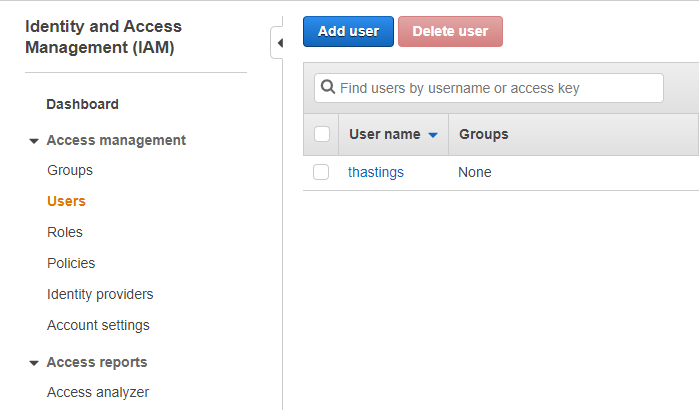 Identity and Access
Management (IAM)
Dashboard
Access management
Groups
Users
Roles
Policies
Identity providers
Account settings
Access reports
Access analyzer
Add user
Delete user
Find users by username or access key
User name
Groups
thastings
None